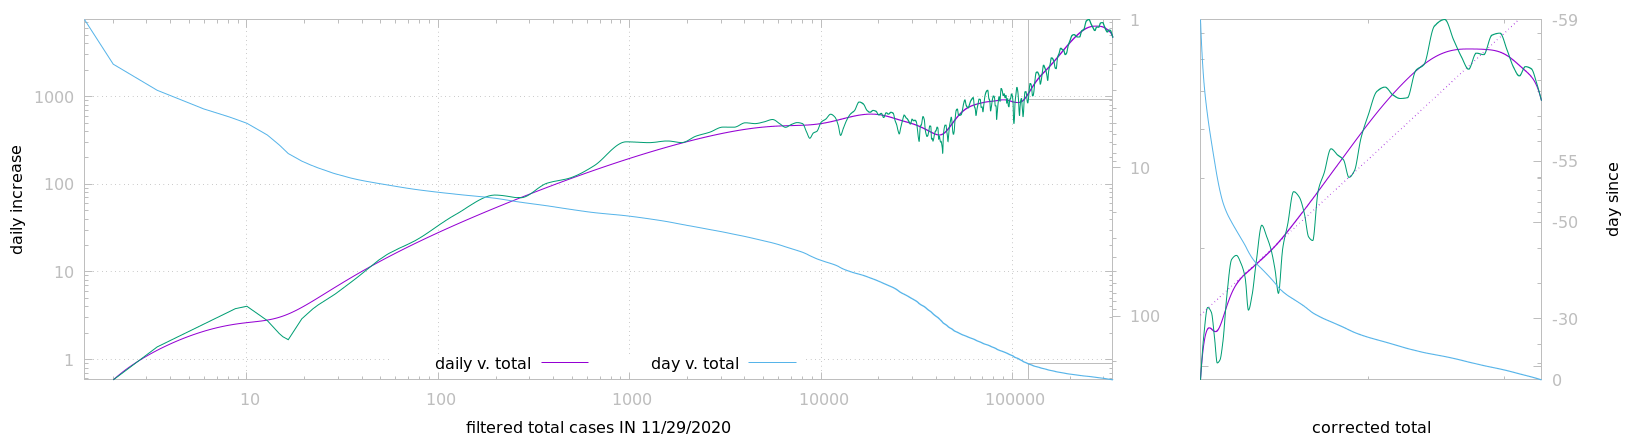 daily increase
1000
100
10
1
10
100
1000
10000
100000
filtered total cases IN 11/29/2020
daily v. total
day v. total
1
10
100
-59
-55
-50
-30
0
day since
corrected total